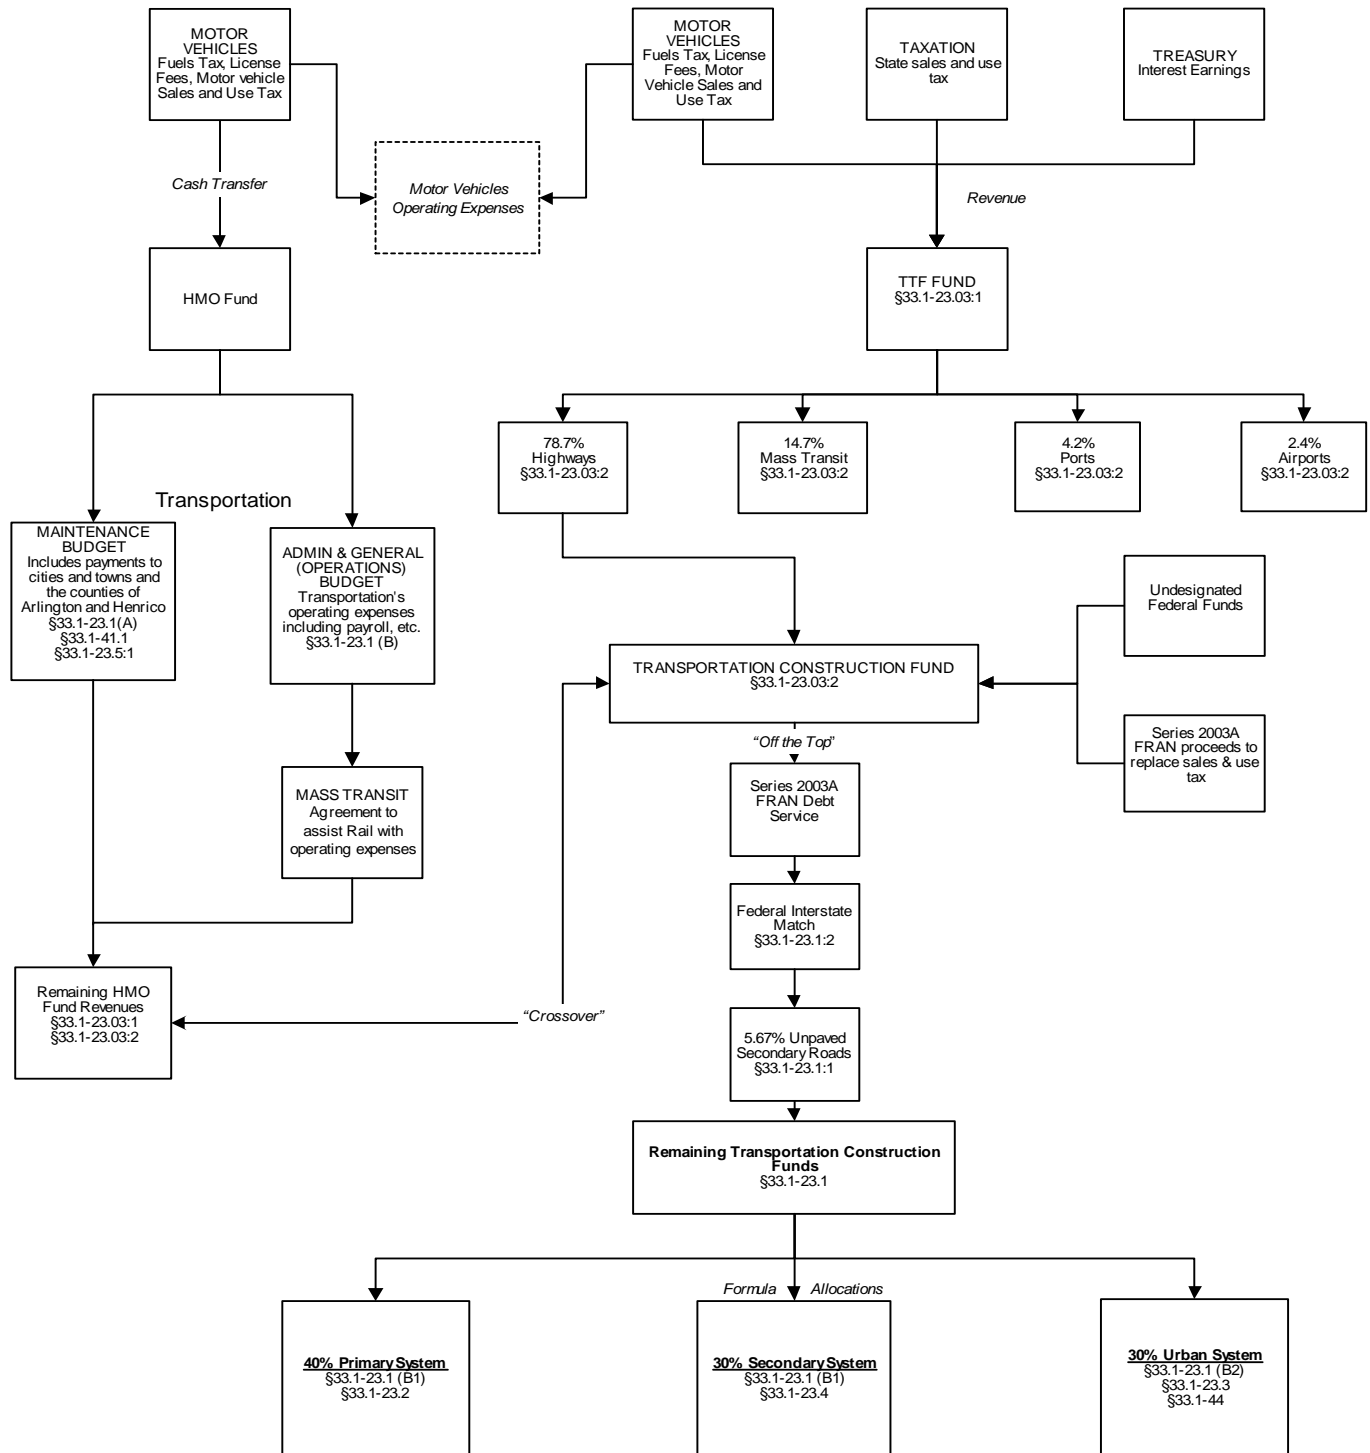 MOTOR
VEHICLES
Fuels Tax, License
Fees, Motor vehicle
Sales and Use Tax
MOTOR
VEHICLES
Fuels Tax, License
Fees, Motor
Vehicle Sales and
Use Tax
TAXATION
State sales and use
tax
TREASURY
Interest Earnings
Cash Transfer
Motor Vehicles
Operating Expenses
Revenue
HMO Fund
TTF FUND
§33.1-23.03:1
78.7%
Highways
§33.1-23.03:2
14.7%
Mass Transit
§33.1-23.03:2
4.2%
Ports
§33.1-23.03:2
2.4%
Airports
§33.1-23.03:2
Transportation
MAINTENANCE
BUDGET
Includes payments to
cities and towns and
the counties of
Arlington and Henrico
§33.1-23.1(A)
§33.1-41.1
§33.1-23.5:1
ADMIN & GENERAL
(OPERATIONS)
BUDGET
Transportation's
operating expenses
including payroll, etc.
§33.1-23.1 (B)
Undesignated
Federal Funds
TRANSPORTATION CONSTRUCTION FUND
§33.1-23.03:2
Series 2003A
FRAN proceeds to
replace sales & use
tax
“Off the Top”
MASS TRANSIT
Agreement to
assist Rail with
operating expenses
Series 2003A
FRAN Debt
Service
Federal Interstate
Match
§33.1-23.1:2
Remaining HMO
Fund Revenues
§33.1-23.03:1
§33.1-23.03:2
“Crossover”
5.67% Unpaved
Secondary Roads
§33.1-23.1:1
Remaining Transportation Construction
Funds
§33.1-23.1
Formula Allocations
40% Primary System
§33.1-23.1 (B1)
§33.1-23.2
30% Secondary System
§33.1-23.1 (B1)
§33.1-23.4
30% Urban System
§33.1-23.1 (B2)
§33.1-23.3
§33.1-44